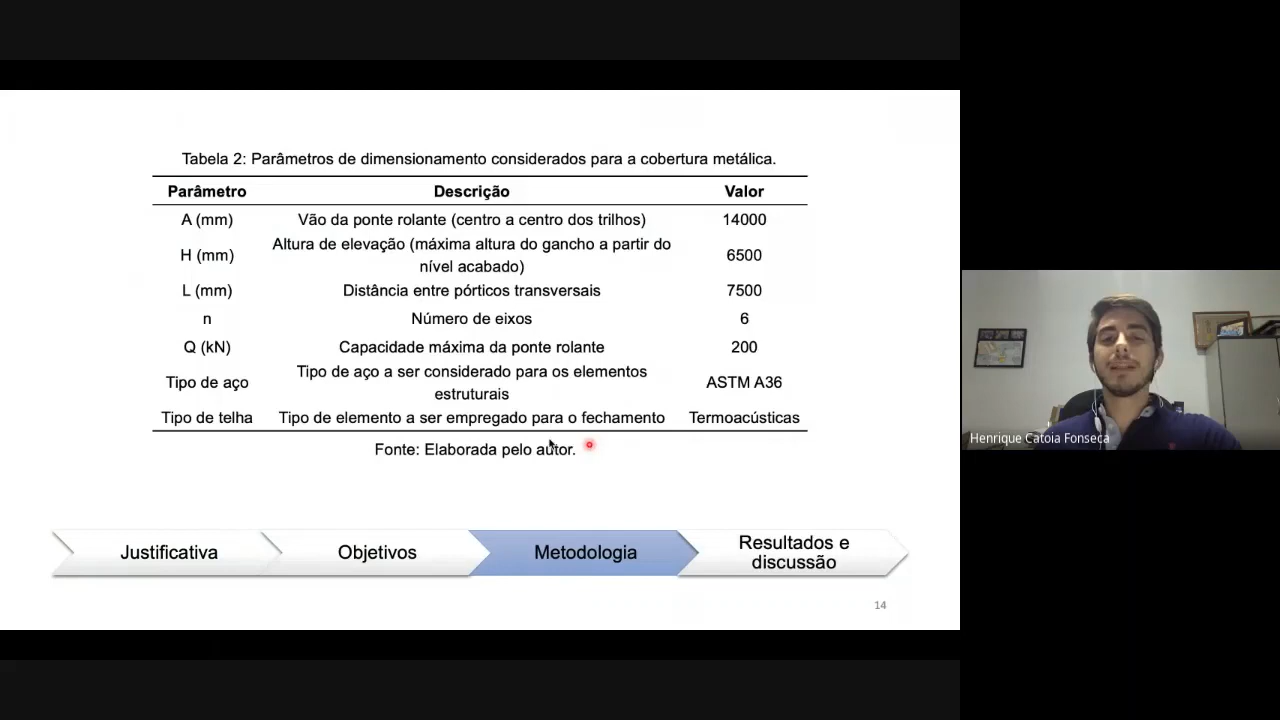 Tabela 2: Parâmetros de dimensionamento considerados para a cobertura metálica.
Parâmetro Descrição Valor
A (mm) Vão da ponte rolante (centro a centro dos trilhos) 14000
H (mm) Altura de elevação (máxima altura do gancho a partir do nível acabado) 6500
L (mm) Distância entre pórticos transversais 7500
n Número de eixos 6
Q (kN) Capacidade máxima da ponte rolante 200
Tipo de aço Tipo de aço a ser considerado para os elementos estruturais ASTM A36
Tipo de telha Tipo de elemento a ser empregado para o fechamento Termoacústicas
Fonte: Elaborada pelo autor.
Henrique Catoia Fonseca
Justificativa
Objetivos
Metodologia
Resultados e
discussão
14